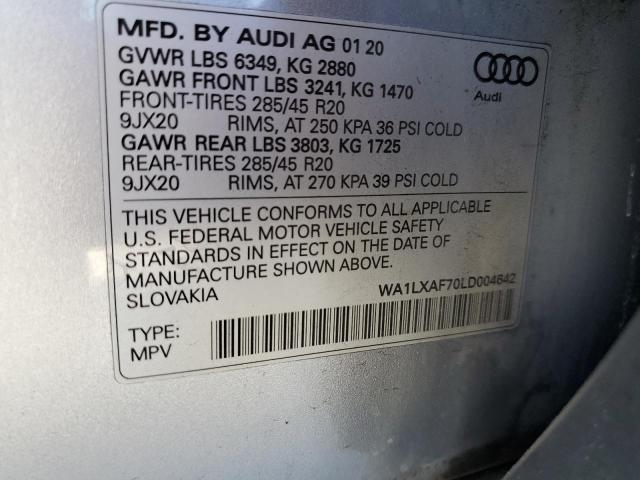 MFD. BY AUDI AG 01 20
GVWR LBS 6349, KG 2880
GAWR FRONT LBS 3241, KG 1470
FRONT-TIRES 285/45 R20
9JX20 RIMS, AT 250 KPA 36 PSI COLD
GAWR REAR LBS 3803, KG 1725
REAR-TIRES 285/45 R20
9JX20 RIMS, AT 270 KPA 39 PSI COLD
Audi
THIS VEHICLE CONFORMS TO ALL APPLICABLE
U.S. FEDERAL MOTOR VEHICLE SAFETY
STANDARDS IN EFFECT ON THE DATE OF
MANUFACTURE SHOWN ABOVE.
SLOVAKIA WA1LXAF70LD004642
TYPE:
MPV